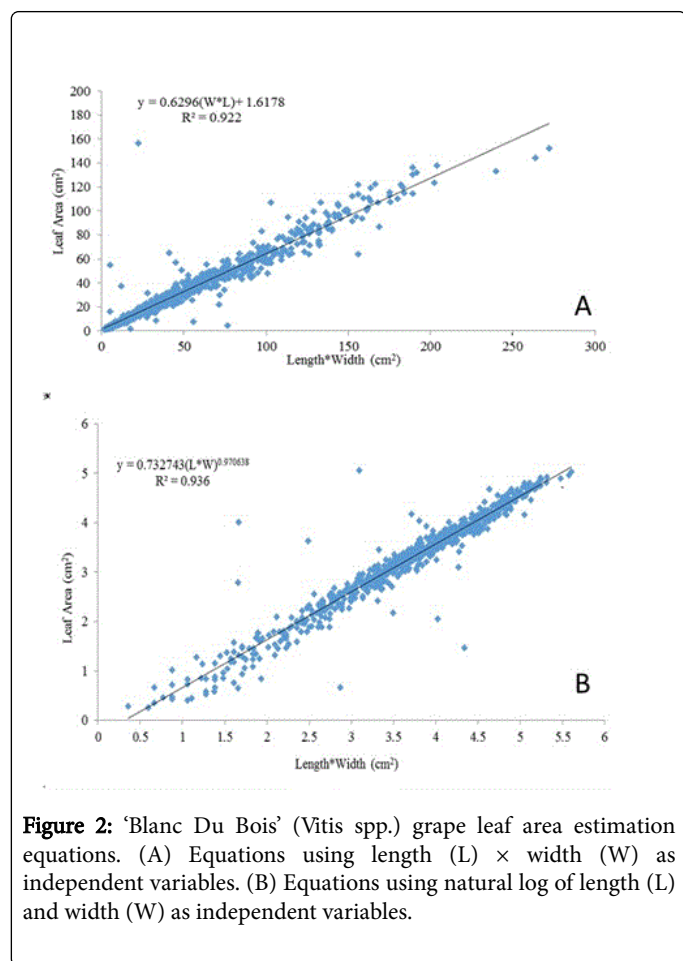 200
180
160
140
120
100
80
60
40
20
0
Leaf Area (cm²)
y = 0.6296(W*L)+ 1.6178
R² = 0.922
A
0 50 100 150 200 250 300
Length*Width (cm²)
*
6
5
4
3
2
1
0
Leaf Area (cm²)
y = 0.732743(L*W)^0.970638
R² = 0.936
B
0 0.5 1 1.5 2 2.5 3 3.5 4 4.5 5 5.5 6
Length*Width (cm²)
Figure 2: ‘Blanc Du Bois’ (Vitis spp.) grape leaf area estimation
equations. (A) Equations using length (L) × width (W) as
independent variables. (B) Equations using natural log of length (L)
and width (W) as independent variables.